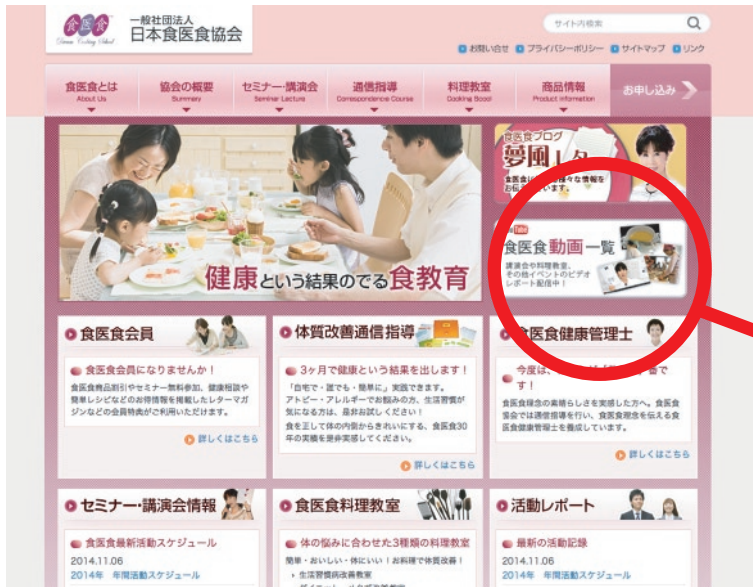 食医食
一般社団法人
日本食医食協会
サイト内検索
お問い合せ プライバシーポリシー サイトマップ リンク
食医食とは 協会の概要 セミナー・講演会 通信指導 料理教室 商品情報 お申し込み
About Us Summary Seminar Lecture Correspondence Course Cooking Scool Product Information
食医食ブログ
夢風レター
健康という結果のでる食教育
食医食動画一覧
講演会や料理教室、
その他イベントのビデオ
レポート配信中！
食医食会員
食医食会員になりませんか！
食医食商品割引やセミナー無料参加、健康相談や
簡単レシピなどのお得情報を掲載したレターマガ
ジンなどの会員特典がご利用いただけます。
詳しくはこちら
体質改善通信指導
3ヶ月で健康という結果を出します！
「自宅で・誰でも・簡単に」実践できます。
アトピー・アレルギーでお悩みの方、生活習慣が
気になる方は、是非お試しください！
食を正して体の内側からきれいにする、食医食30
年の実績を是非実感してください。
詳しくはこちら
食医食健康管理士
今度は、
す！
食医食理念の素晴らしさを実感した方へ。食医食
協会では通信指導を行い、食医食理念を伝える食
医食健康管理士を養成しています。
詳しくはこちら
セミナー・講演会情報
食医食最新活動スケジュール
2014.11.06
2014年 年間活動スケジュール
食医食料理教室
体の悩みに合わせた3種類の料理教室
簡単・おいしい・体にいい！お料理で体質改善！
生活習慣病改善教室
活動レポート
最新の活動記録
2014.11.06
2014年 年間活動スケジュール